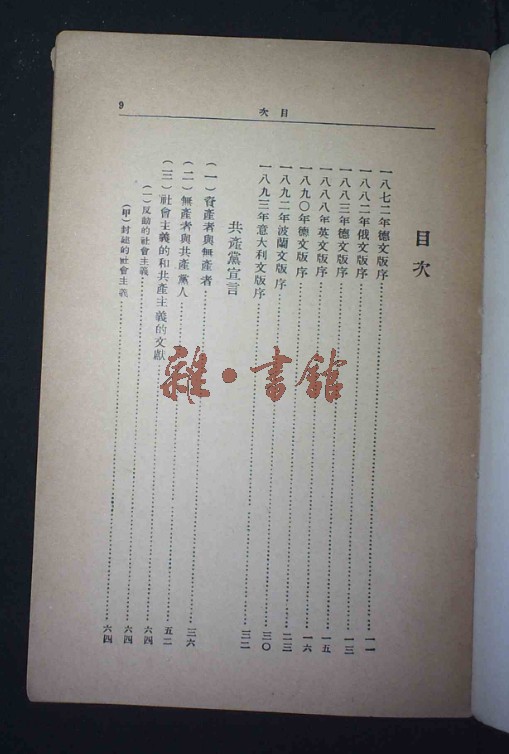 目次
9
目次
一八七二年德文版序……一一
一八八二年俄文版序……一三
一八八三年德文版序……一五
一八八八年英文版序……一六
一八九〇年德文版序……二三
一八九二年波蘭文版序……三〇
一八九三年意大利文版序……三二
共產黨宣言
（一）資產者與無產者……三六
（二）無產者與共產黨人……五二
（三）社會主義的和共產主義的文獻……六四
（一）反動的社會主義……六四
（甲）封建的社會主義……六四
雜·書館